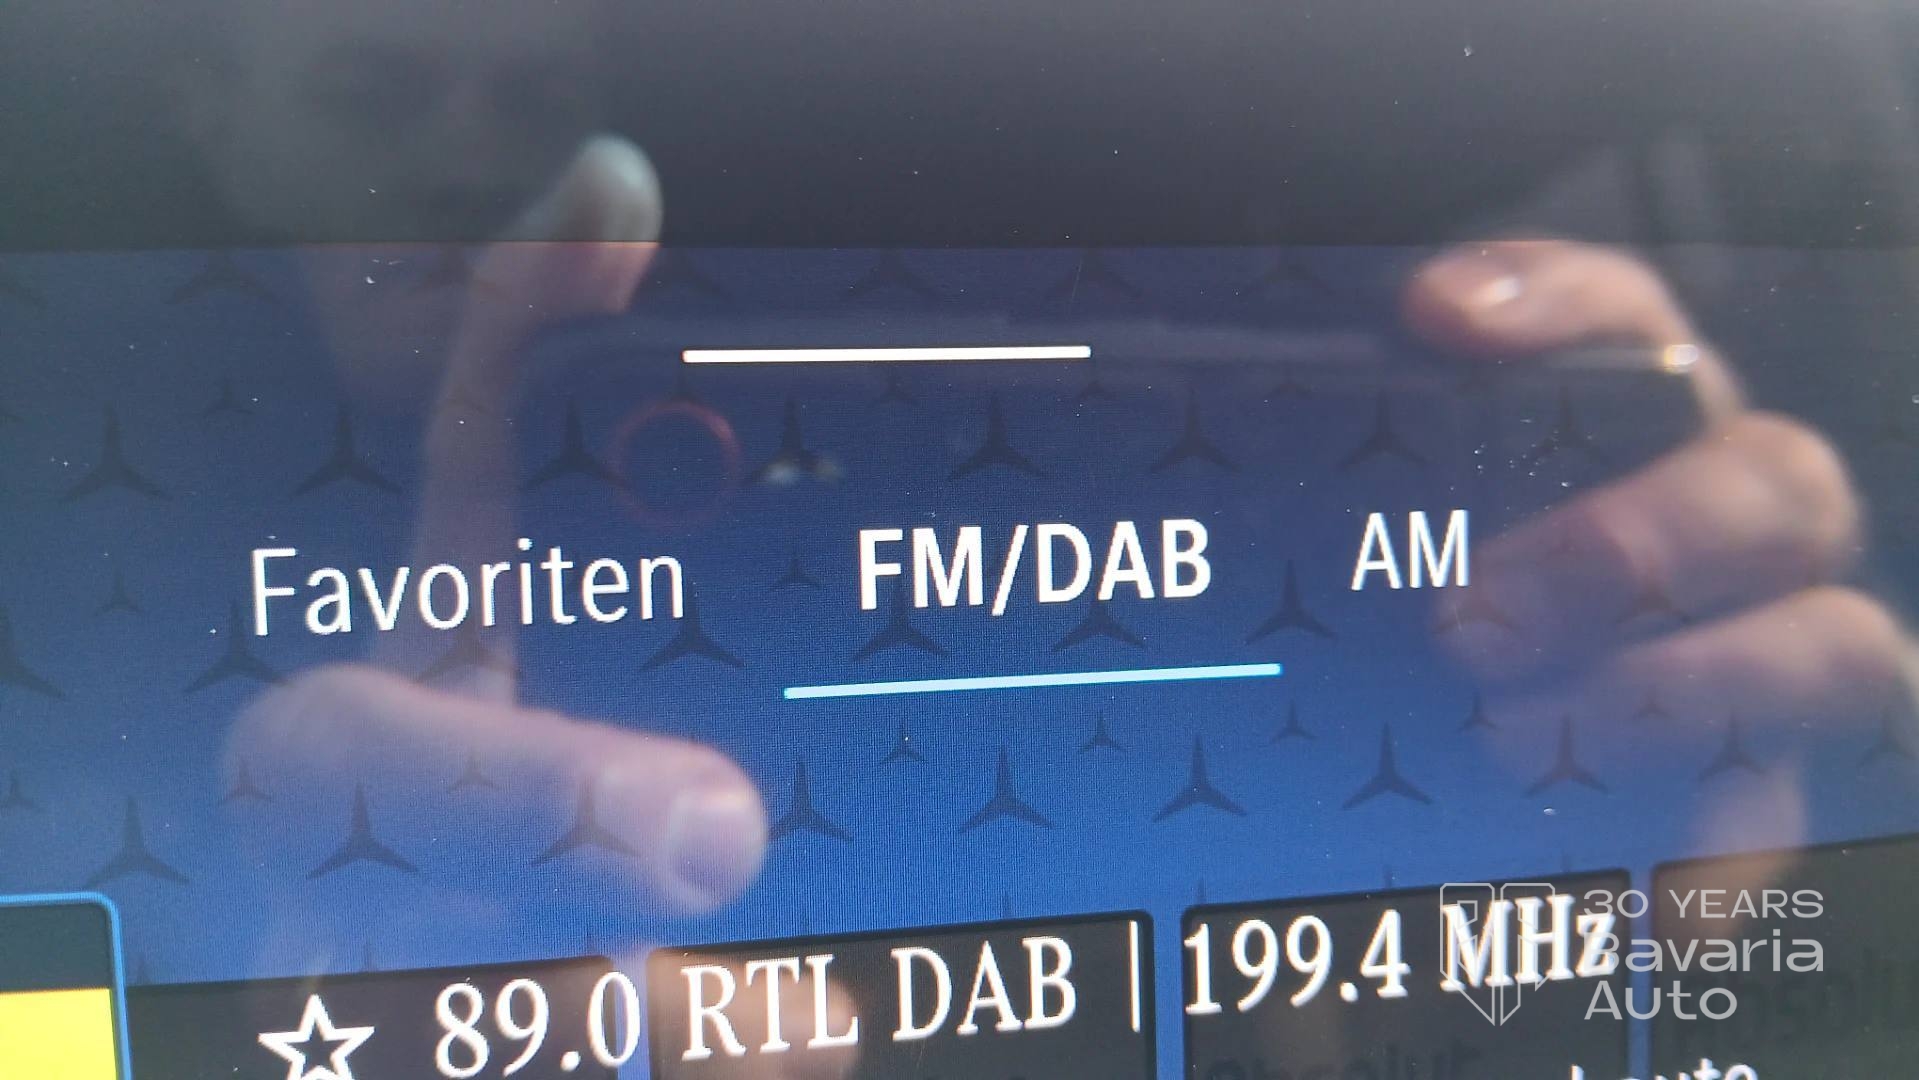 Favoriten FM/DAB AM
89.0 RTL DAB | 199.4 MHz
30 YEARS
Bavaria
Auto